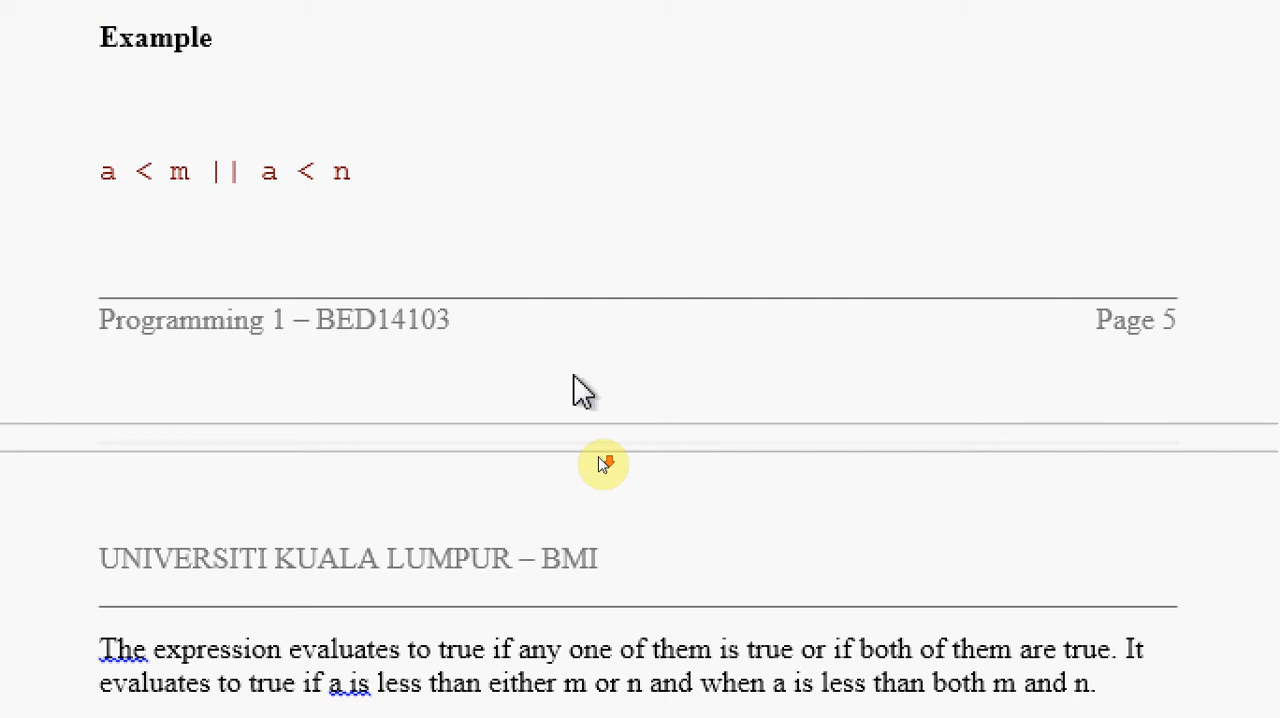 Example
a < m || a < n
Programming 1 – BED14103 Page 5
UNIVERSITI KUALA LUMPUR – BMI
The expression evaluates to true if any one of them is true or if both of them are true. It
evaluates to true if a is less than either m or n and when a is less than both m and n.